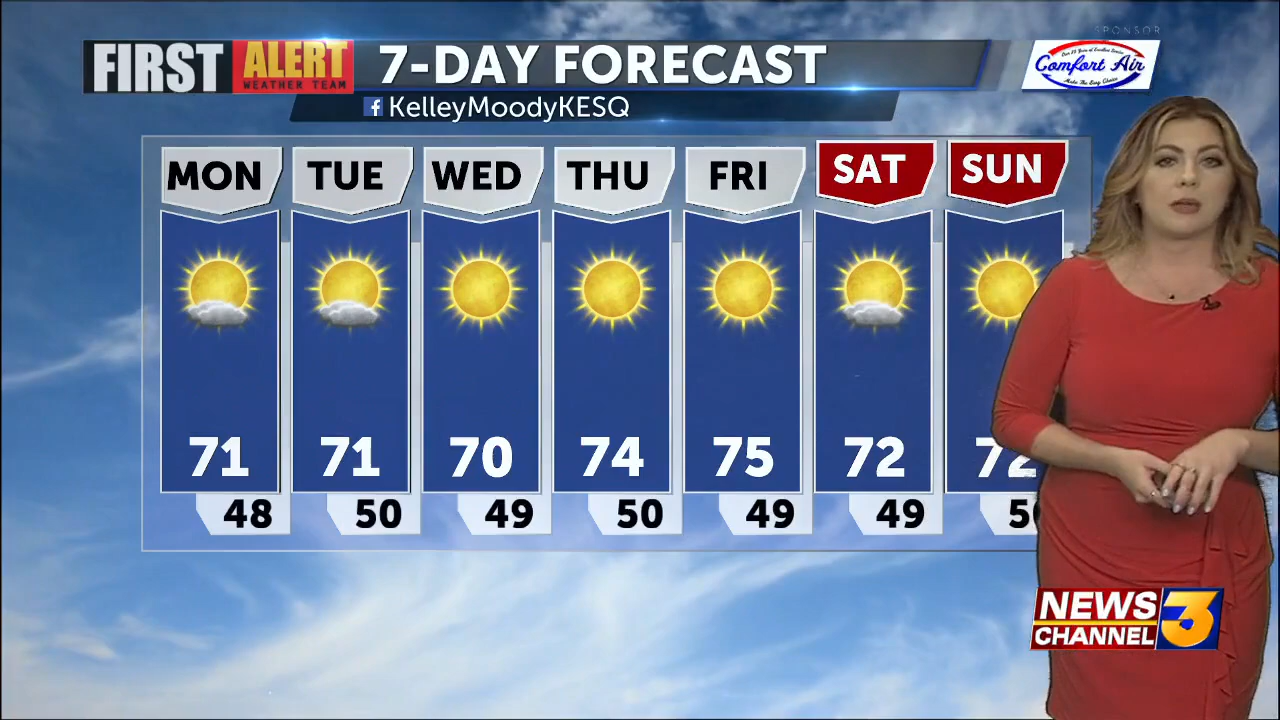 SPONSOR
FIRST ALERT 7-DAY FORECAST
WEATHER TEAM
Comfort Air
KelleyMoodyKESQ
MON TUE WED THU FRI SAT SUN
71 71 70 74 75 72 72
48 50 49 50 49 49
NEWS
CHANNEL 3